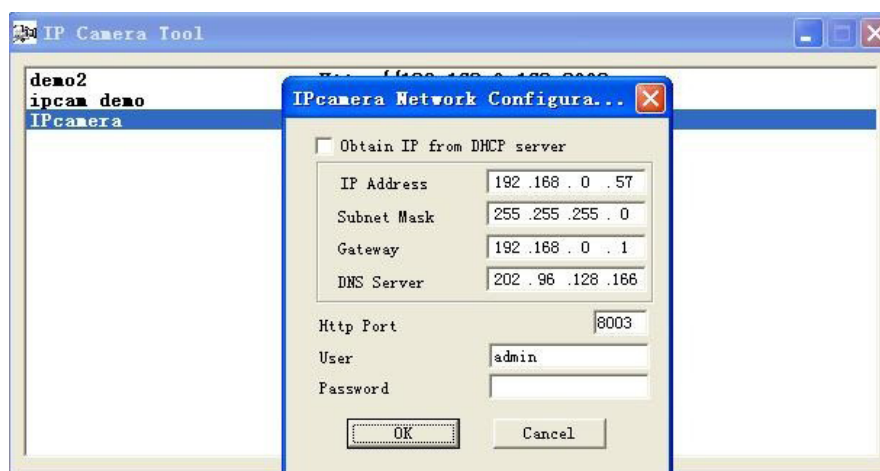 IP Camera Tool
demo2
ipcam demo
IPcamera
IPcamera Network Configura...
Obtain IP from DHCP server
IP Address 192 .168 . 0 .57
Subnet Mask 255 .255 .255 . 0
Gateway 192 .168 . 0 . 1
DNS Server 202 . 96 .128 .166
Http Port 8003
User admin
Password
OK Cancel